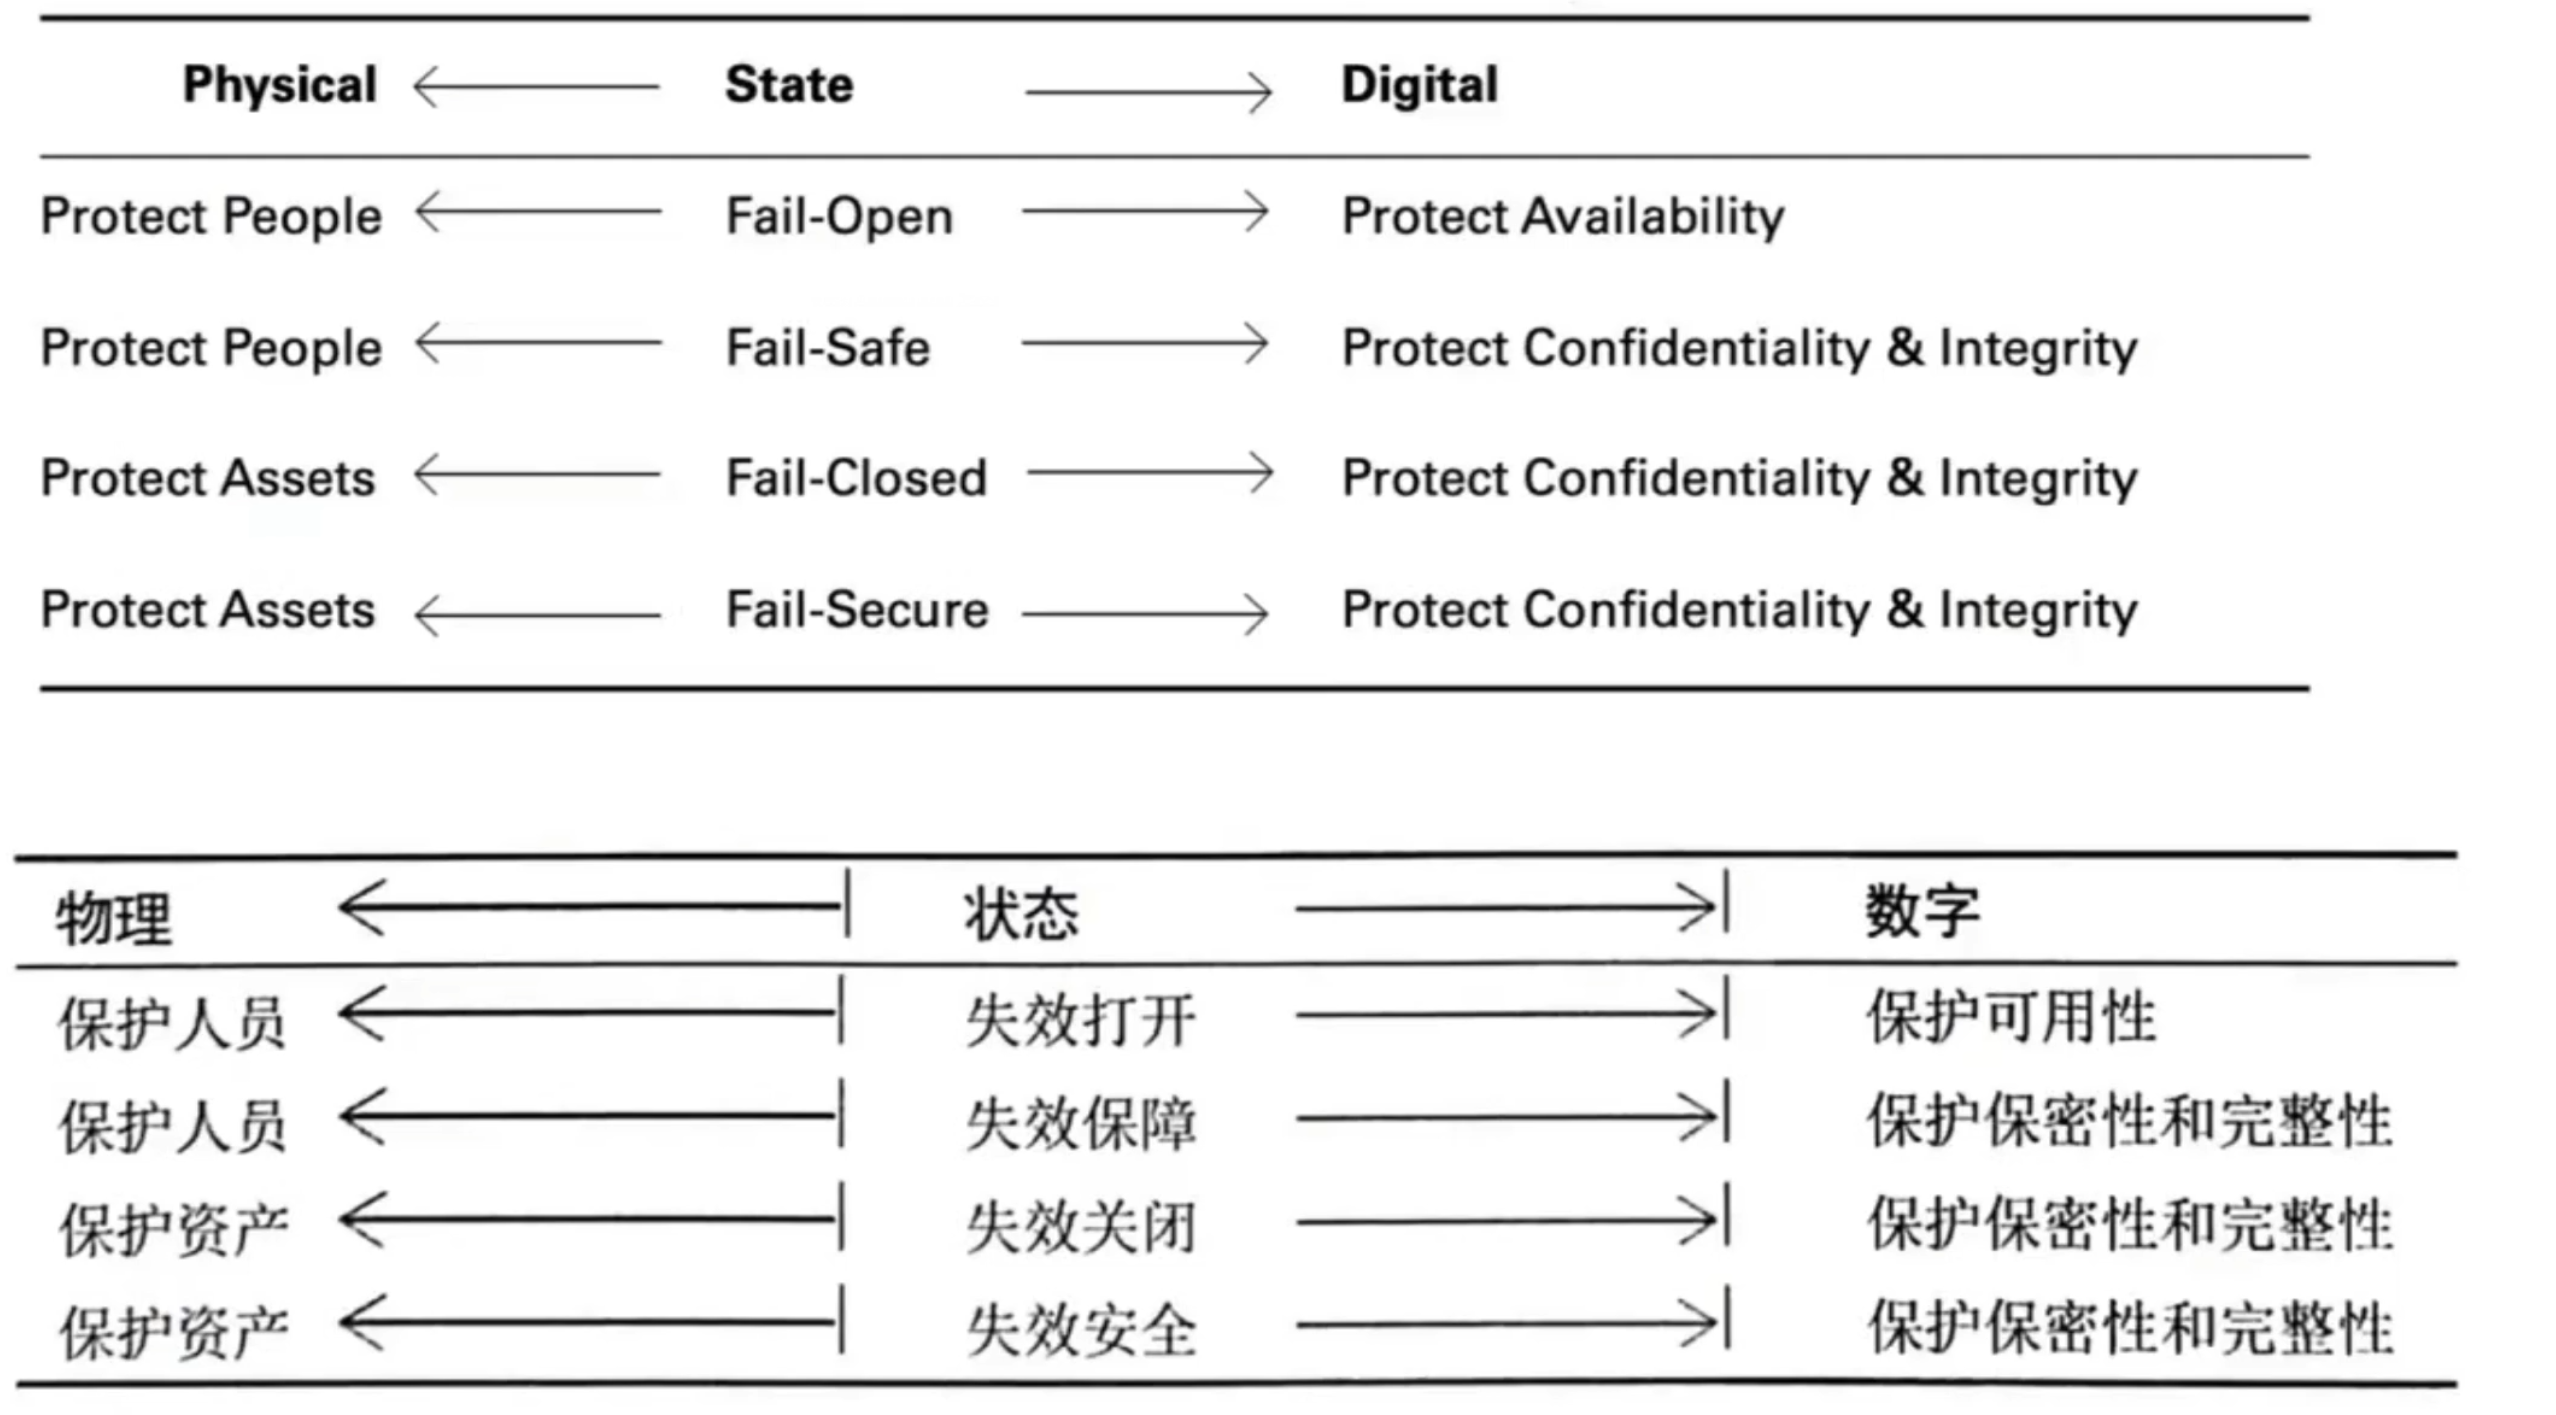 Physical ← State → Digital
Protect People ← Fail-Open → Protect Availability
Protect People ← Fail-Safe → Protect Confidentiality & Integrity
Protect Assets ← Fail-Closed → Protect Confidentiality & Integrity
Protect Assets ← Fail-Secure → Protect Confidentiality & Integrity
物理 ← 状态 → 数字
保护人员 ← 失效打开 → 保护可用性
保护人员 ← 失效保障 → 保护保密性和完整性
保护资产 ← 失效关闭 → 保护保密性和完整性
保护资产 ← 失效安全 → 保护保密性和完整性